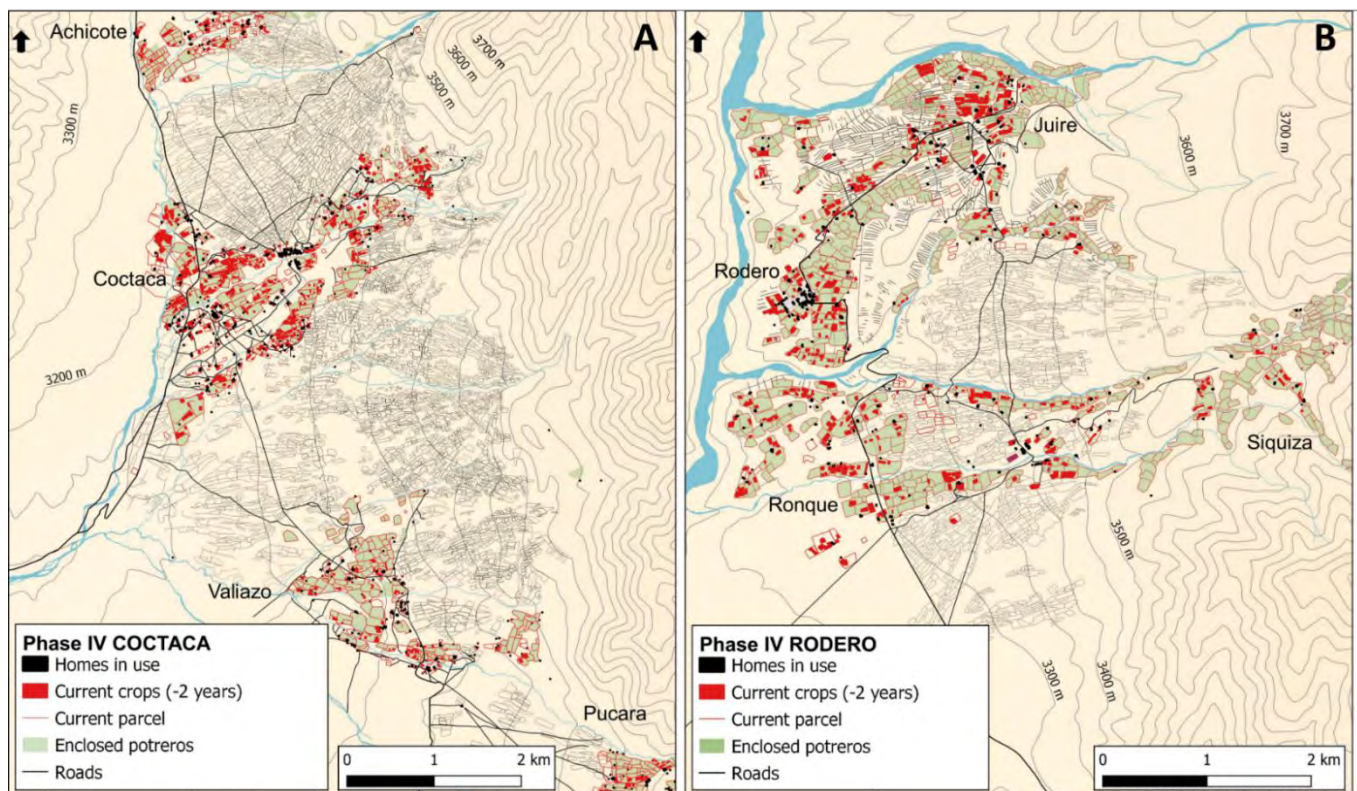 A
Achicote
3700 m
3600 m
3500 m
3300 m
Coctaca
3200 m
Valiazo
Pucara
Phase IV COCTACA
Homes in use
Current crops (-2 years)
Current parcel
Enclosed potreros
Roads
0 1 2 km
B
Juire
3600 m
3700 m
Rodero
Siquiza
Ronque
3500 m
3300 m
3400 m
Phase IV RODERO
Homes in use
Current crops (-2 years)
Current parcel
Enclosed potreros
Roads
0 1 2 km